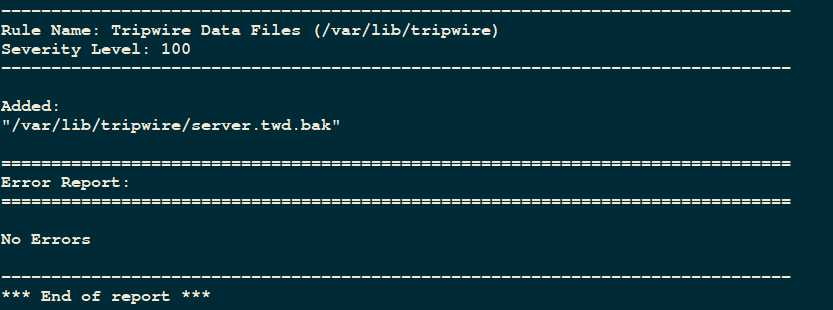 -------------------------------------------------------------------------------
Rule Name: Tripwire Data Files (/var/lib/tripwire)
Severity Level: 100
-------------------------------------------------------------------------------
Added:
"/var/lib/tripwire/server.twd.bak"
===============================================================================
Error Report:
===============================================================================
No Errors
-------------------------------------------------------------------------------
*** End of report ***